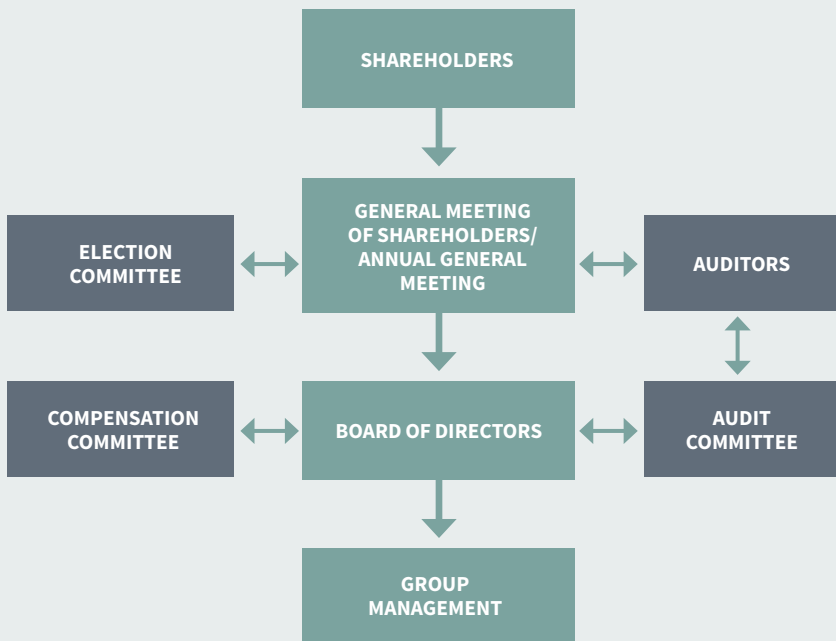 SHAREHOLDERS
GENERAL MEETING
OF SHAREHOLDERS/
ANNUAL GENERAL
MEETING
ELECTION
COMMITTEE
AUDITORS
COMPENSATION
COMMITTEE
BOARD OF DIRECTORS
AUDIT
COMMITTEE
GROUP
MANAGEMENT